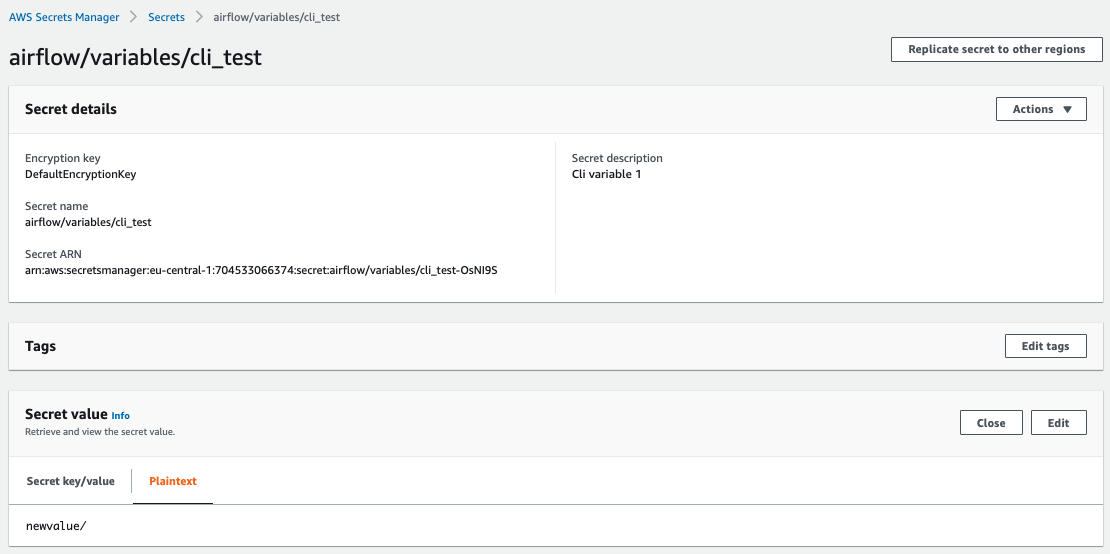 AWS Secrets Manager > Secrets > airflow/variables/cli_test
airflow/variables/cli_test
Replicate secret to other regions
Secret details
Actions ▼
Encryption key
DefaultEncryptionKey
Secret name
airflow/variables/cli_test
Secret ARN
arn:aws:secretsmanager:eu-central-1:704533066374:secret:airflow/variables/cli_test-OsNI9S
Secret description
Cli variable 1
Tags
Edit tags
Secret value Info
Retrieve and view the secret value.
Close
Edit
Secret key/value
Plaintext
newvalue/